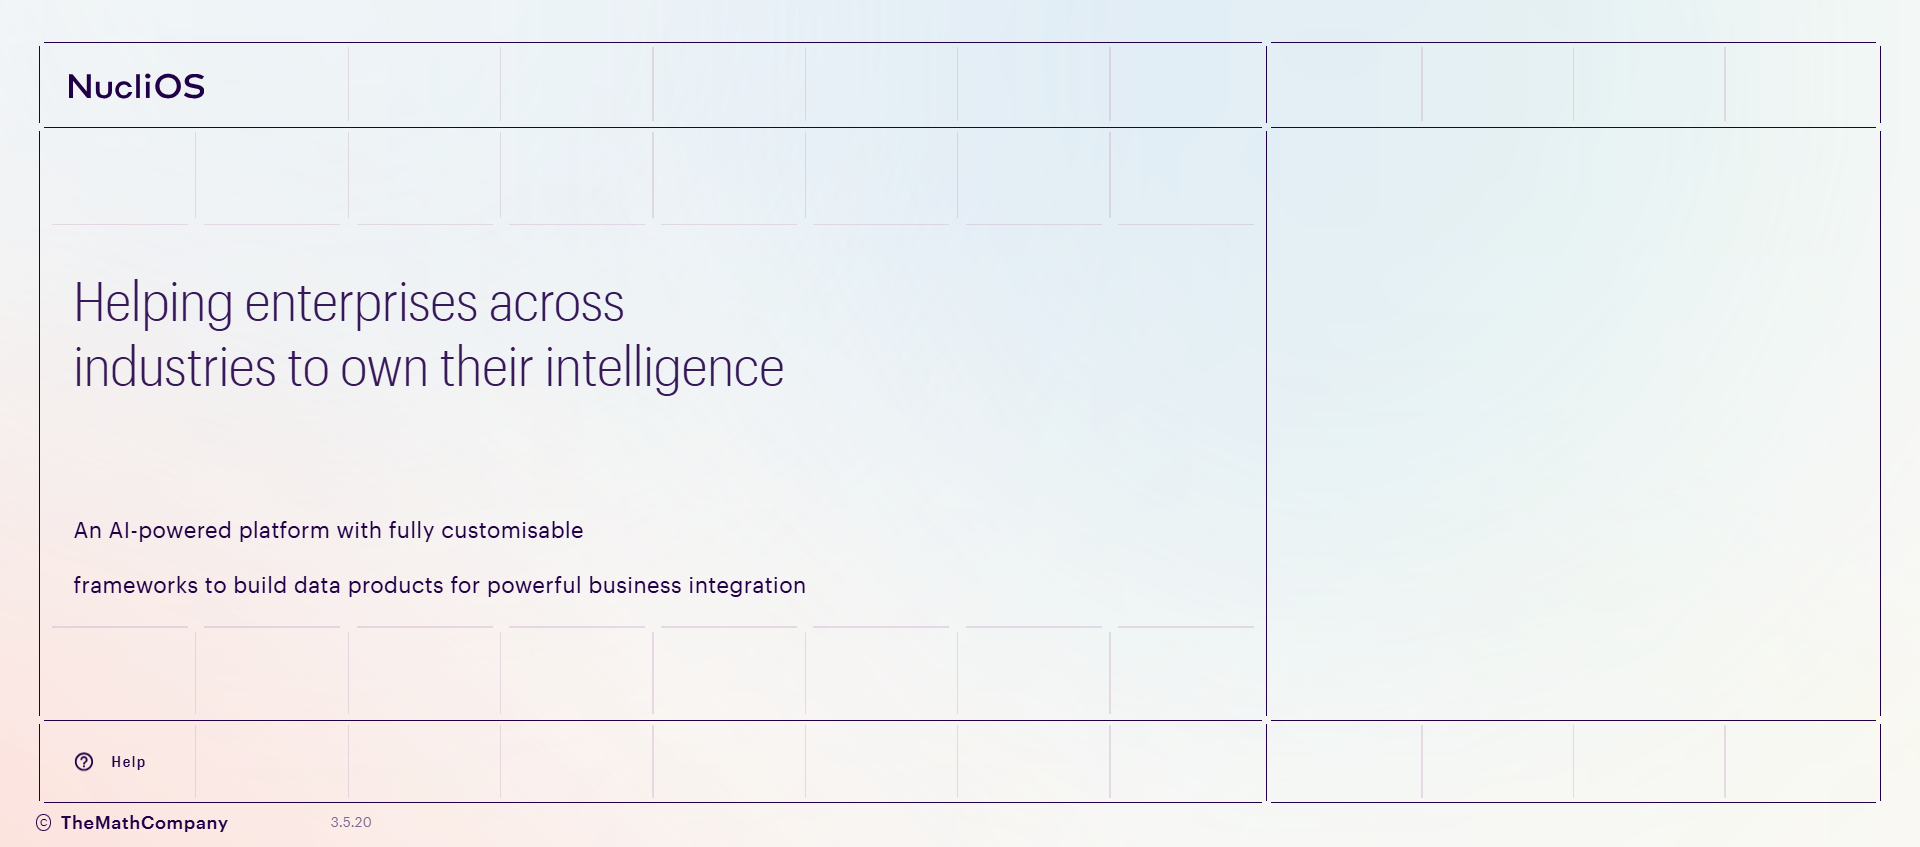 NucliOS
Helping enterprises across
industries to own their intelligence
An AI-powered platform with fully customisable
frameworks to build data products for powerful business integration
Help
© TheMathCompany
3.5.20